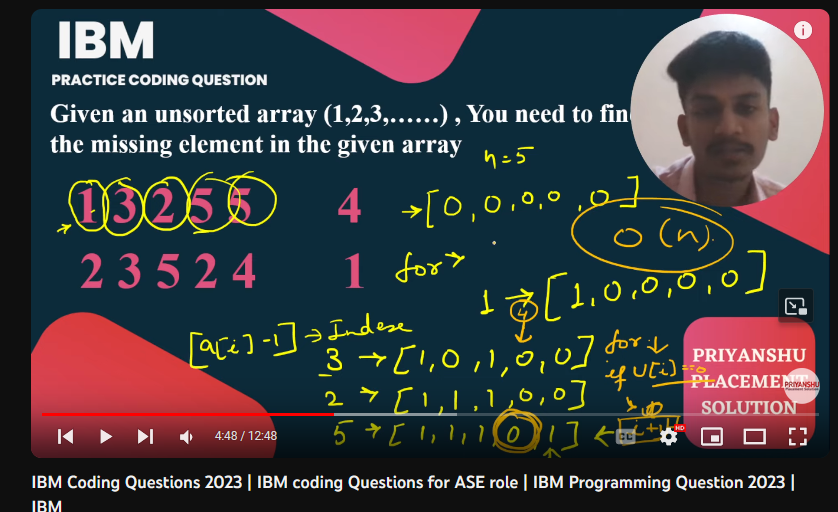 IBM
PRACTICE CODING QUESTION
Given an unsorted array (1,2,3,......) , You need to fin
the missing element in the given array
n=5
1 3 2 5 5 4 →[0,0,0,0,0]
O(n).
2 3 5 2 4 1 for
1 → [1,0,0,0,0]
4
[a[i]-1] → Index
3 → [1,0,1,0,0] for
if U[i]==0
2 → [1,1,1,0,0]
5 → [1,1,1,0,1] ←
PRIYANSHU
PLACEMENT
SOLUTION
PRIYANSHU
4:48 / 12:48
CC
HD
IBM Coding Questions 2023 | IBM coding Questions for ASE role | IBM Programming Question 2023 |
IBM